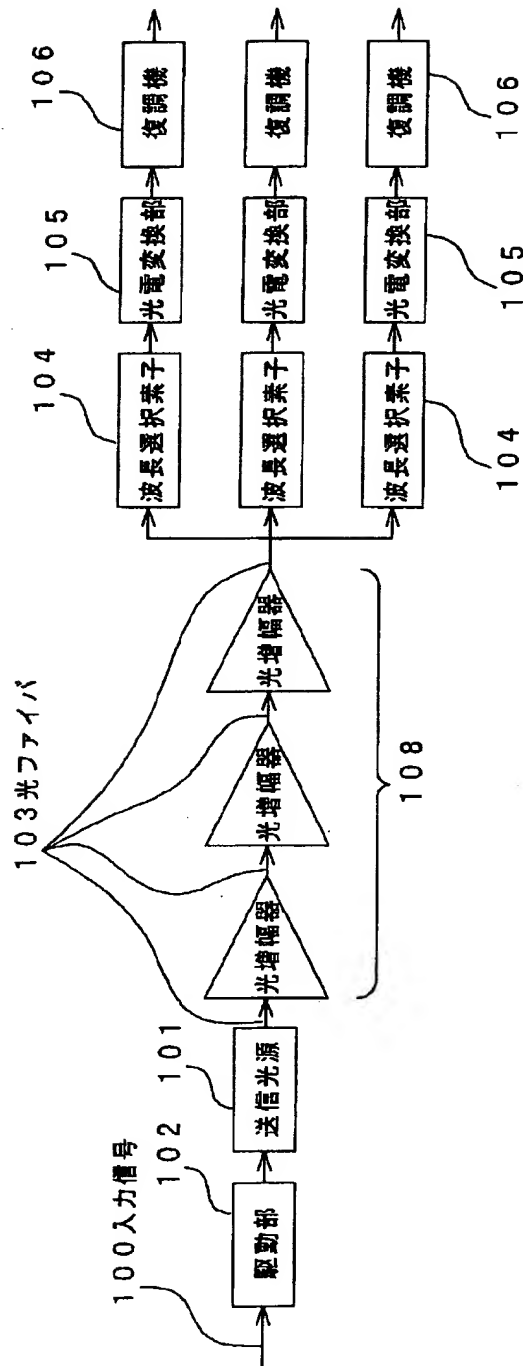 100入力信号
102
101
駆動部
送信光源
103光ファイバ
光増幅器
光増幅器
光増幅器
108
104
105
106
波長選択素子
光電変換部
復調機
波長選択素子
光電変換部
復調機
波長選択素子
光電変換部
復調機
104
105
106